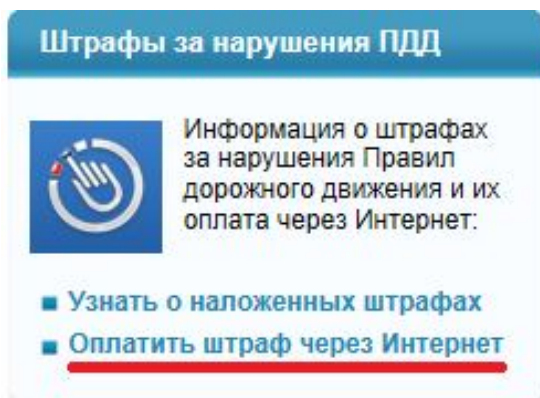 Штрафы за нарушения ПДД
Информация о штрафах
за нарушения Правил
дорожного движения и их
оплата через Интернет:
Узнать о наложенных штрафах
Оплатить штраф через Интернет